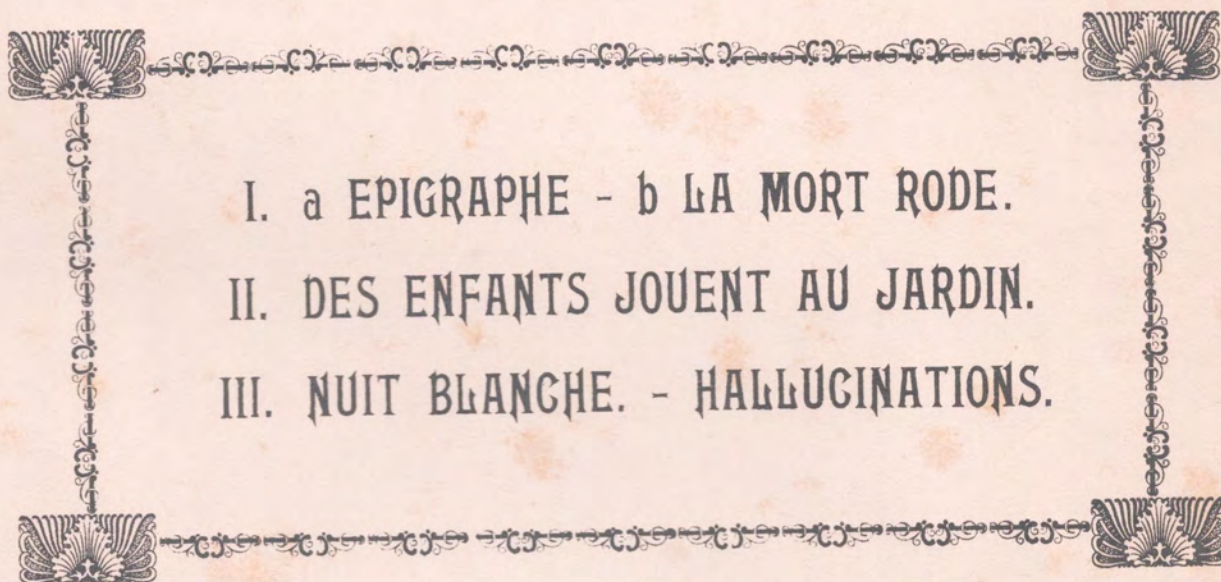 I. a EPIGRAPHE - b LA MORT RODE.
II. DES ENFANTS JOUENT AU JARDIN.
III. NUIT BLANCHE. - HALLUCINATIONS.